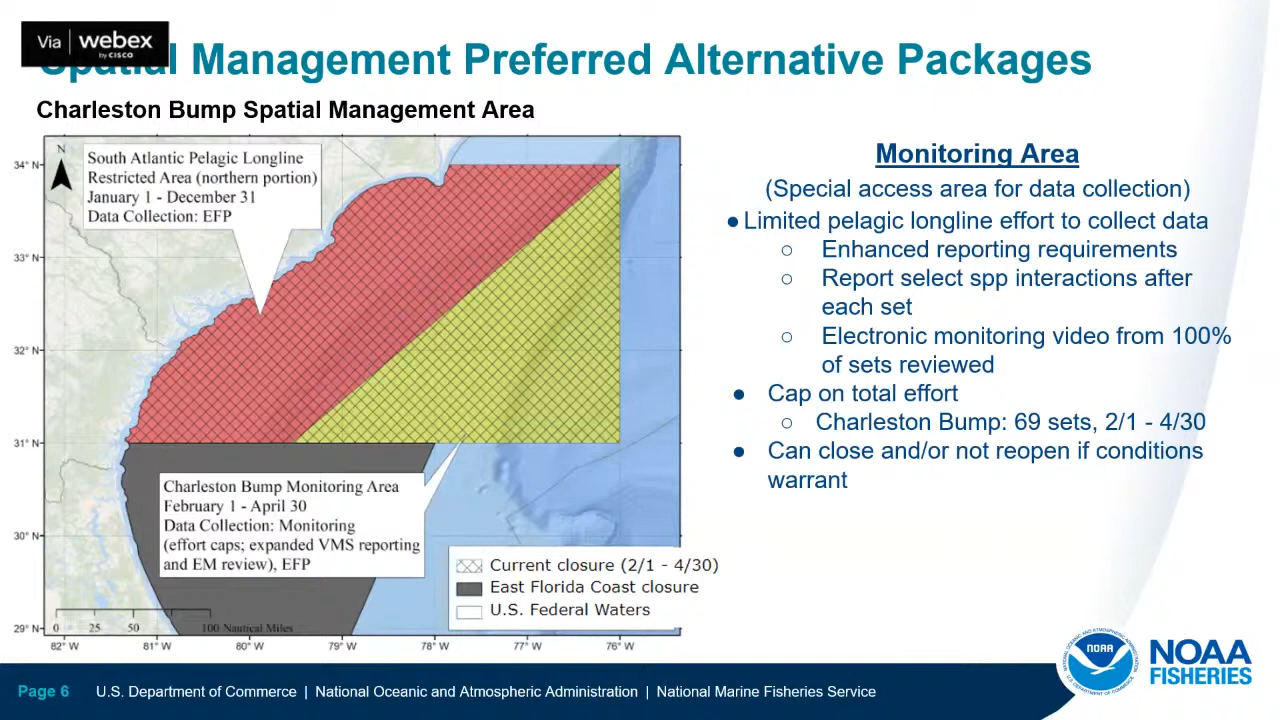 Via webex
by CISCO
Spatial Management Preferred Alternative Packages
Charleston Bump Spatial Management Area
N
South Atlantic Pelagic Longline
Restricted Area (northern portion)
January 1 - December 31
Data Collection: EFP
34° N
33° N
32° N
31° N
30° N
29° N
Charleston Bump Monitoring Area
February 1 - April 30
Data Collection: Monitoring
(effort caps; expanded VMS reporting
and EM review), EFP
Current closure (2/1 - 4/30)
East Florida Coast closure
U.S. Federal Waters
0 25 50 100 Nautical Miles
82° W 81° W 80° W 79° W 78° W 77° W 76° W
Monitoring Area
(Special access area for data collection)
● Limited pelagic longline effort to collect data
○ Enhanced reporting requirements
○ Report select spp interactions after
each set
○ Electronic monitoring video from 100%
of sets reviewed
● Cap on total effort
○ Charleston Bump: 69 sets, 2/1 - 4/30
● Can close and/or not reopen if conditions
warrant
NOAA
NOAA
FISHERIES
Page 6 U.S. Department of Commerce | National Oceanic and Atmospheric Administration | National Marine Fisheries Service